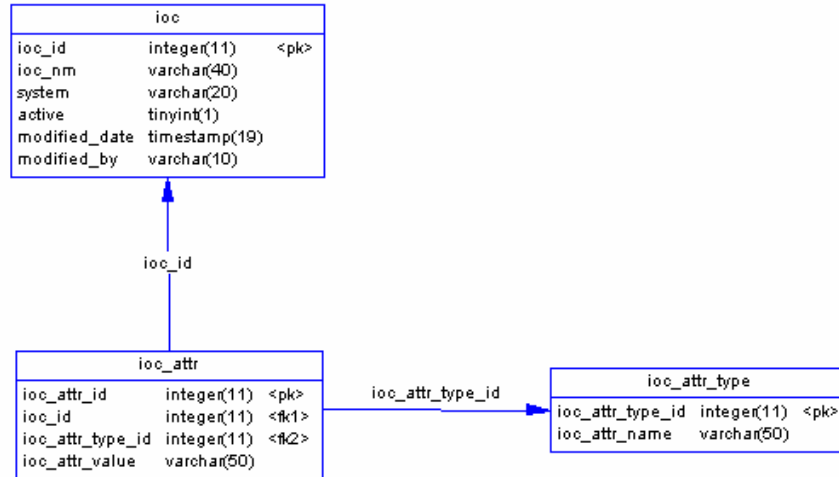 ioc
ioc_id integer(11) <pk>
ioc_nm varchar(40)
system varchar(20)
active tinyint(1)
modified_date timestamp(19)
modified_by varchar(10)
ioc_id
ioc_attr
ioc_attr_id integer(11) <pk>
ioc_id integer(11) <fk1>
ioc_attr_type_id integer(11) <fk2>
ioc_attr_value varchar(50)
ioc_attr_type_id
ioc_attr_type
ioc_attr_type_id integer(11) <pk>
ioc_attr_name varchar(50)